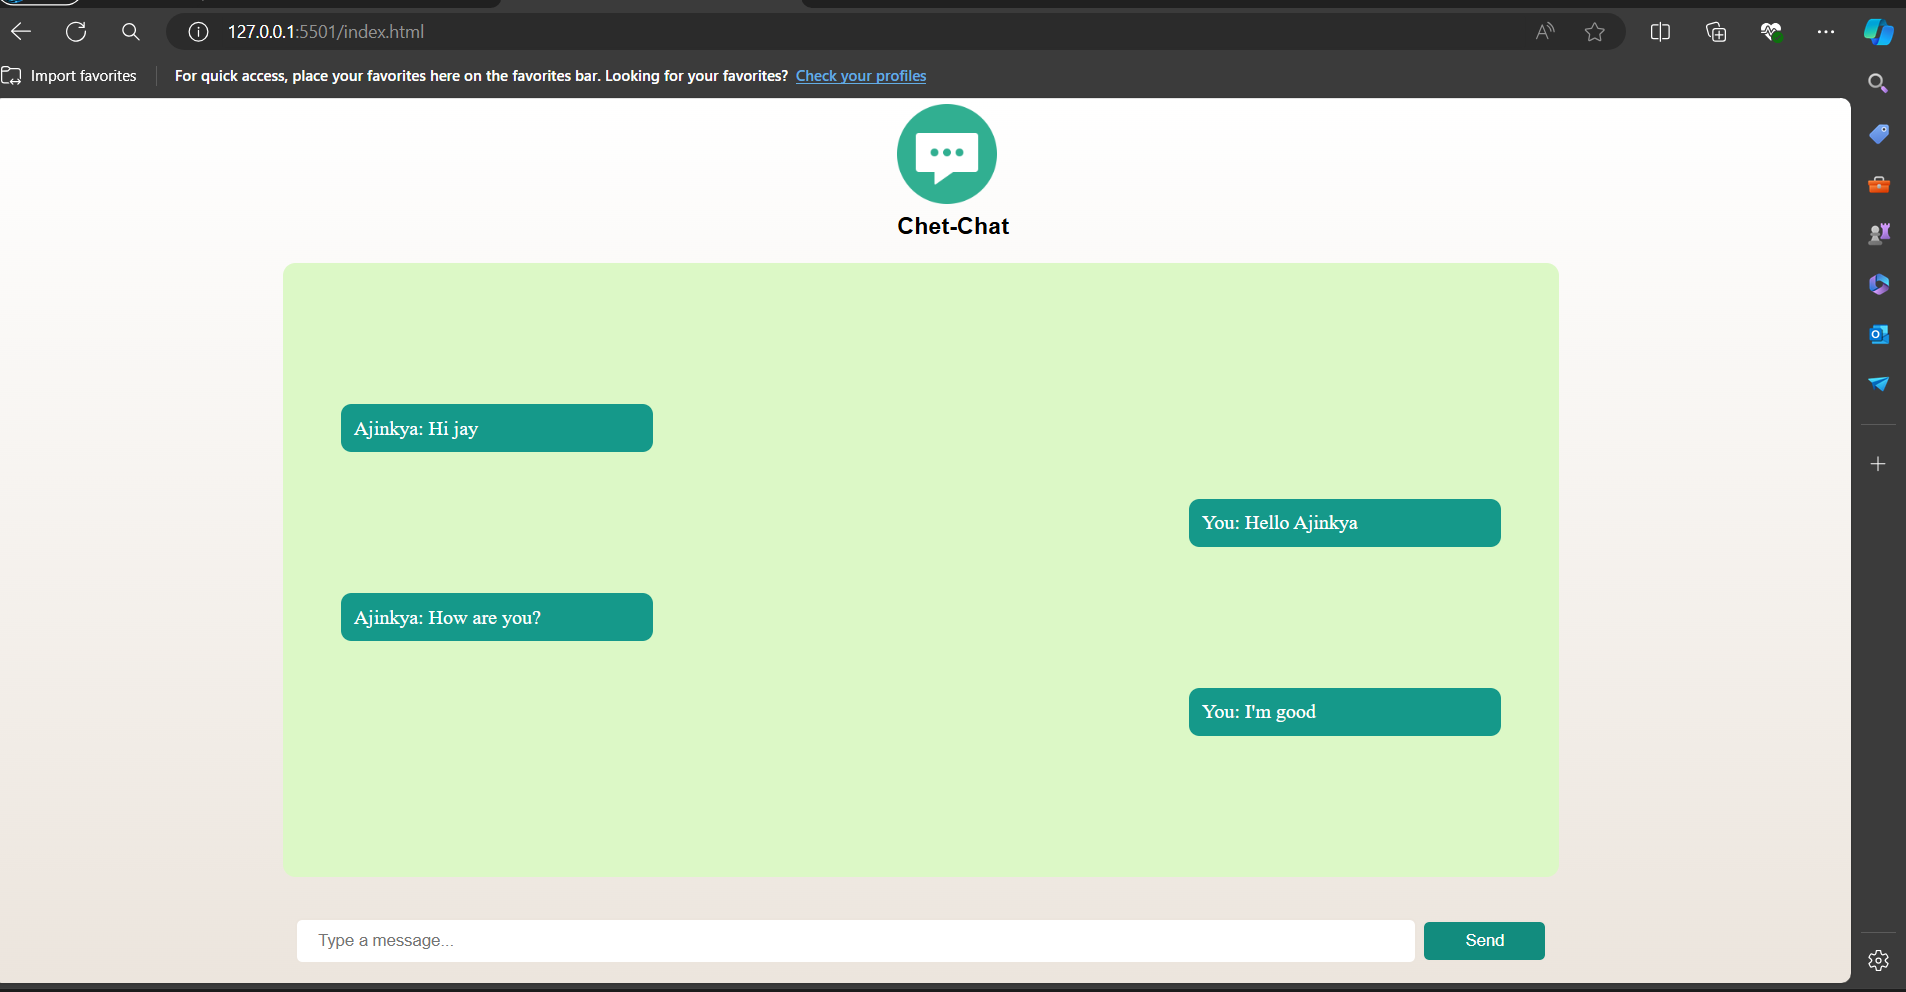 127.0.0.1:5501/index.html
Import favorites
For quick access, place your favorites here on the favorites bar. Looking for your favorites? Check your profiles
Chet-Chat
Ajinkya: Hi jay
You: Hello Ajinkya
Ajinkya: How are you?
You: I'm good
Type a message...
Send